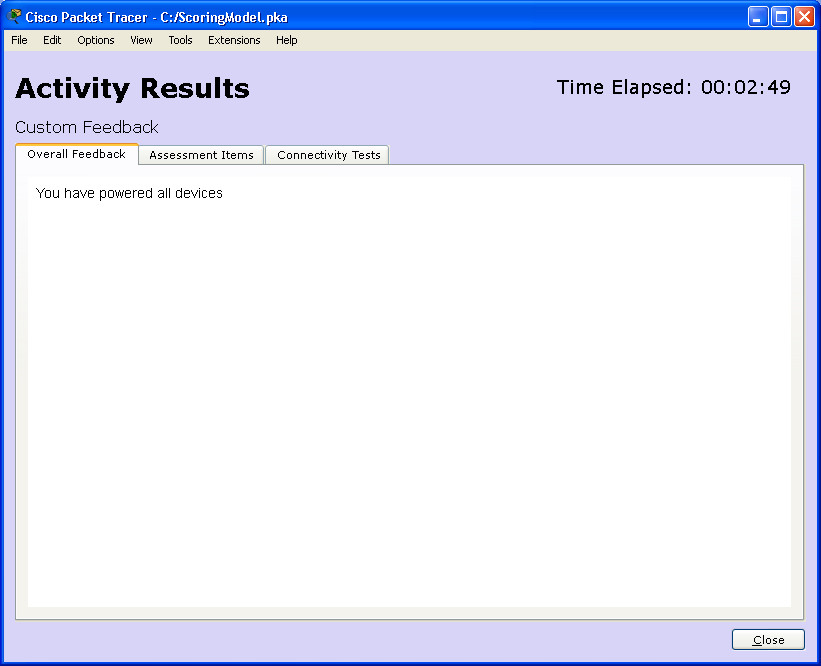 Cisco Packet Tracer - C:/ScoringModel.pka
File Edit Options View Tools Extensions Help
Activity Results
Time Elapsed: 00:02:49
Custom Feedback
Overall Feedback Assessment Items Connectivity Tests
You have powered all devices
Close